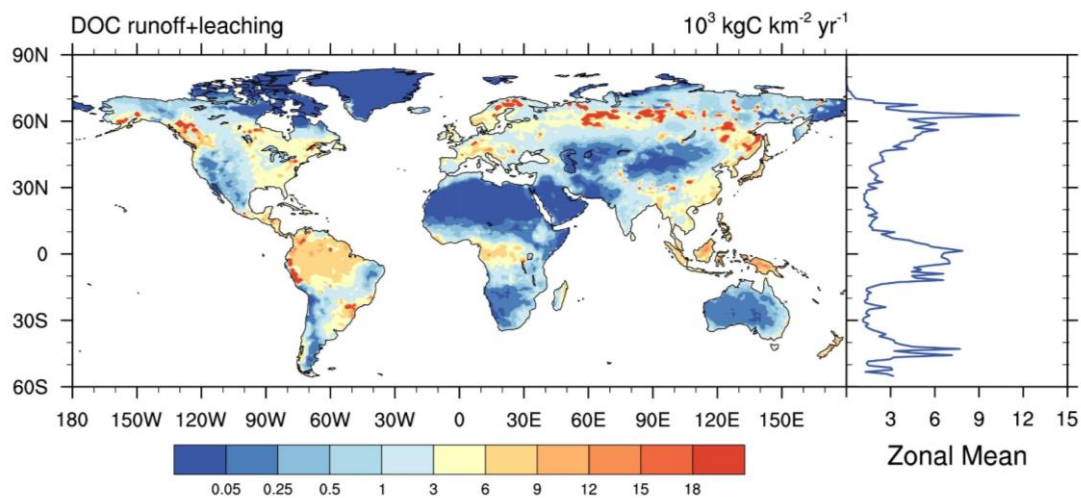 DOC runoff+leaching 10³ kgC km⁻² yr⁻¹
90N
60N
30N
0
30S
60S
180 150W 120W 90W 60W 30W 0 30E 60E 90E 120E 150E 3 6 9 12 15
Zonal Mean
0.05 0.25 0.5 1 3 6 9 12 15 18